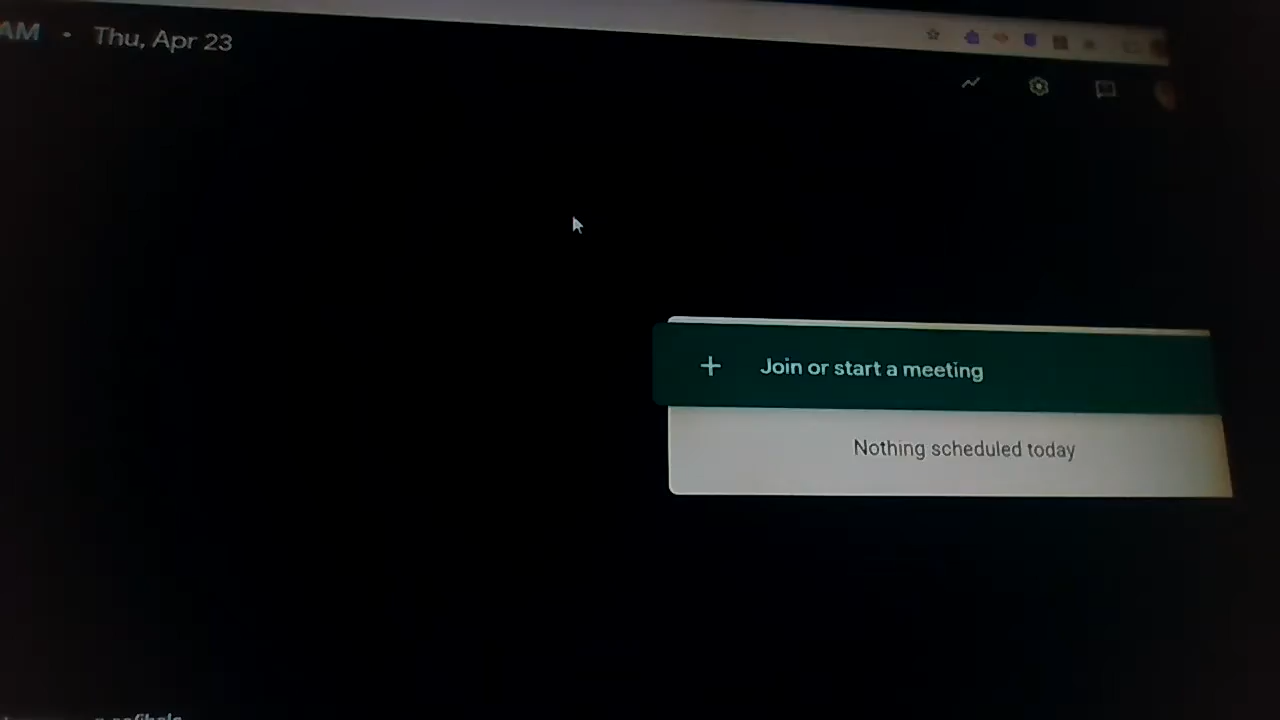 AM • Thu, Apr 23
+ Join or start a meeting
Nothing scheduled today